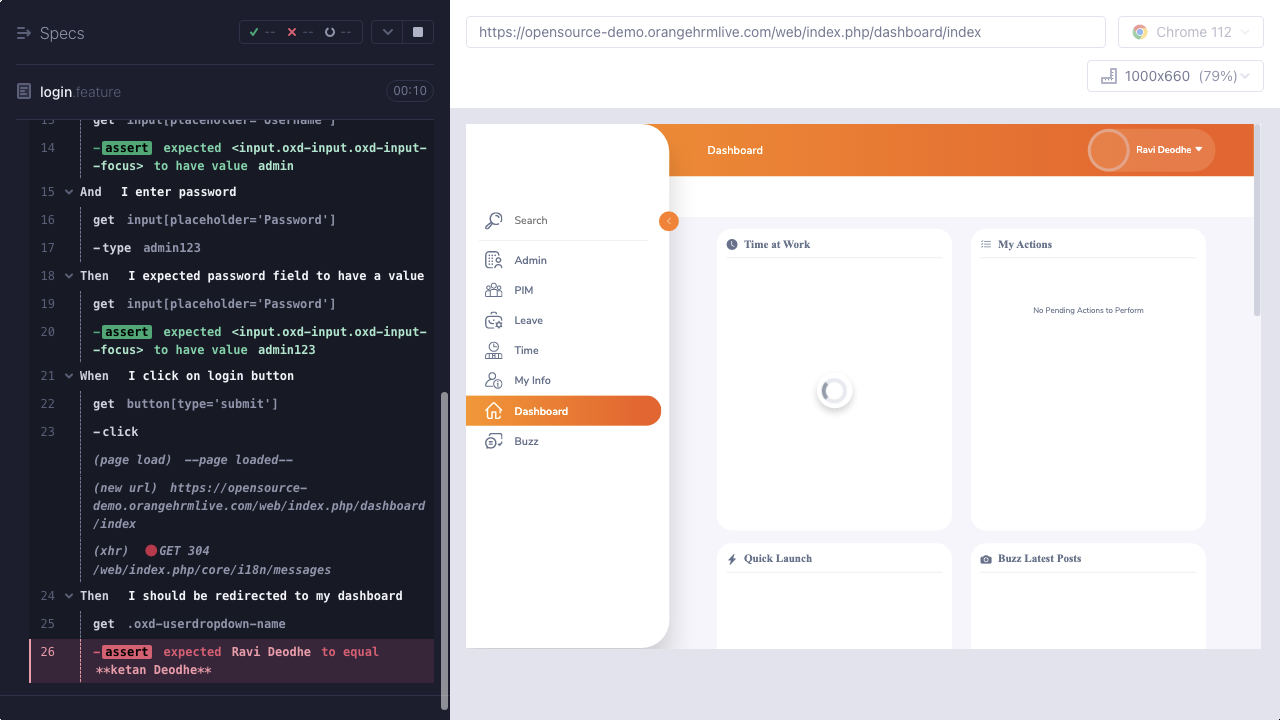 Specs
--
--
--
login.feature
00:10
13 get input[placeholder='Username']
14 -assert expected <input.oxd-input.oxd-input-
-focus> to have value admin
15 And I enter password
16 get input[placeholder='Password']
17 -type admin123
18 Then I expected password field to have a value
19 get input[placeholder='Password']
20 -assert expected <input.oxd-input.oxd-input-
-focus> to have value admin123
21 When I click on login button
22 get button[type='submit']
23 -click
(page load) --page loaded--
(new url) https://opensource-
demo.orangehrmlive.com/web/index.php/dashboard
/index
(xhr) GET 304
/web/index.php/core/i18n/messages
24 Then I should be redirected to my dashboard
25 get .oxd-userdropdown-name
26 -assert expected Ravi Deodhe to equal
**ketan Deodhe**
https://opensource-demo.orangehrmlive.com/web/index.php/dashboard/index
Chrome 112
1000x660 (79%)
Dashboard
Ravi Deodhe
Search
Admin
PIM
Leave
Time
My Info
Dashboard
Buzz
Time at Work
My Actions
No Pending Actions to Perform
Quick Launch
Buzz Latest Posts